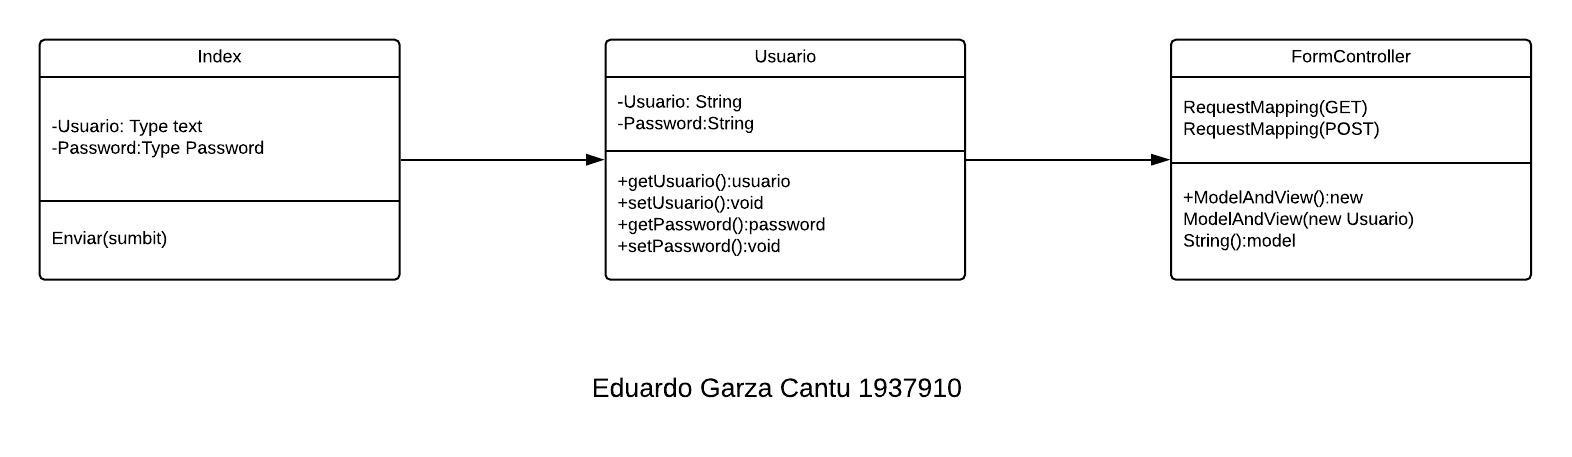 Index
-Usuario: Type text
-Password:Type Password
Enviar(sumbit)
Usuario
-Usuario: String
-Password:String
+getUsuario():usuario
+setUsuario():void
+getPassword():password
+setPassword():void
FormController
RequestMapping(GET)
RequestMapping(POST)
+ModelAndView():new
ModelAndView(new Usuario)
String():model
Eduardo Garza Cantu 1937910